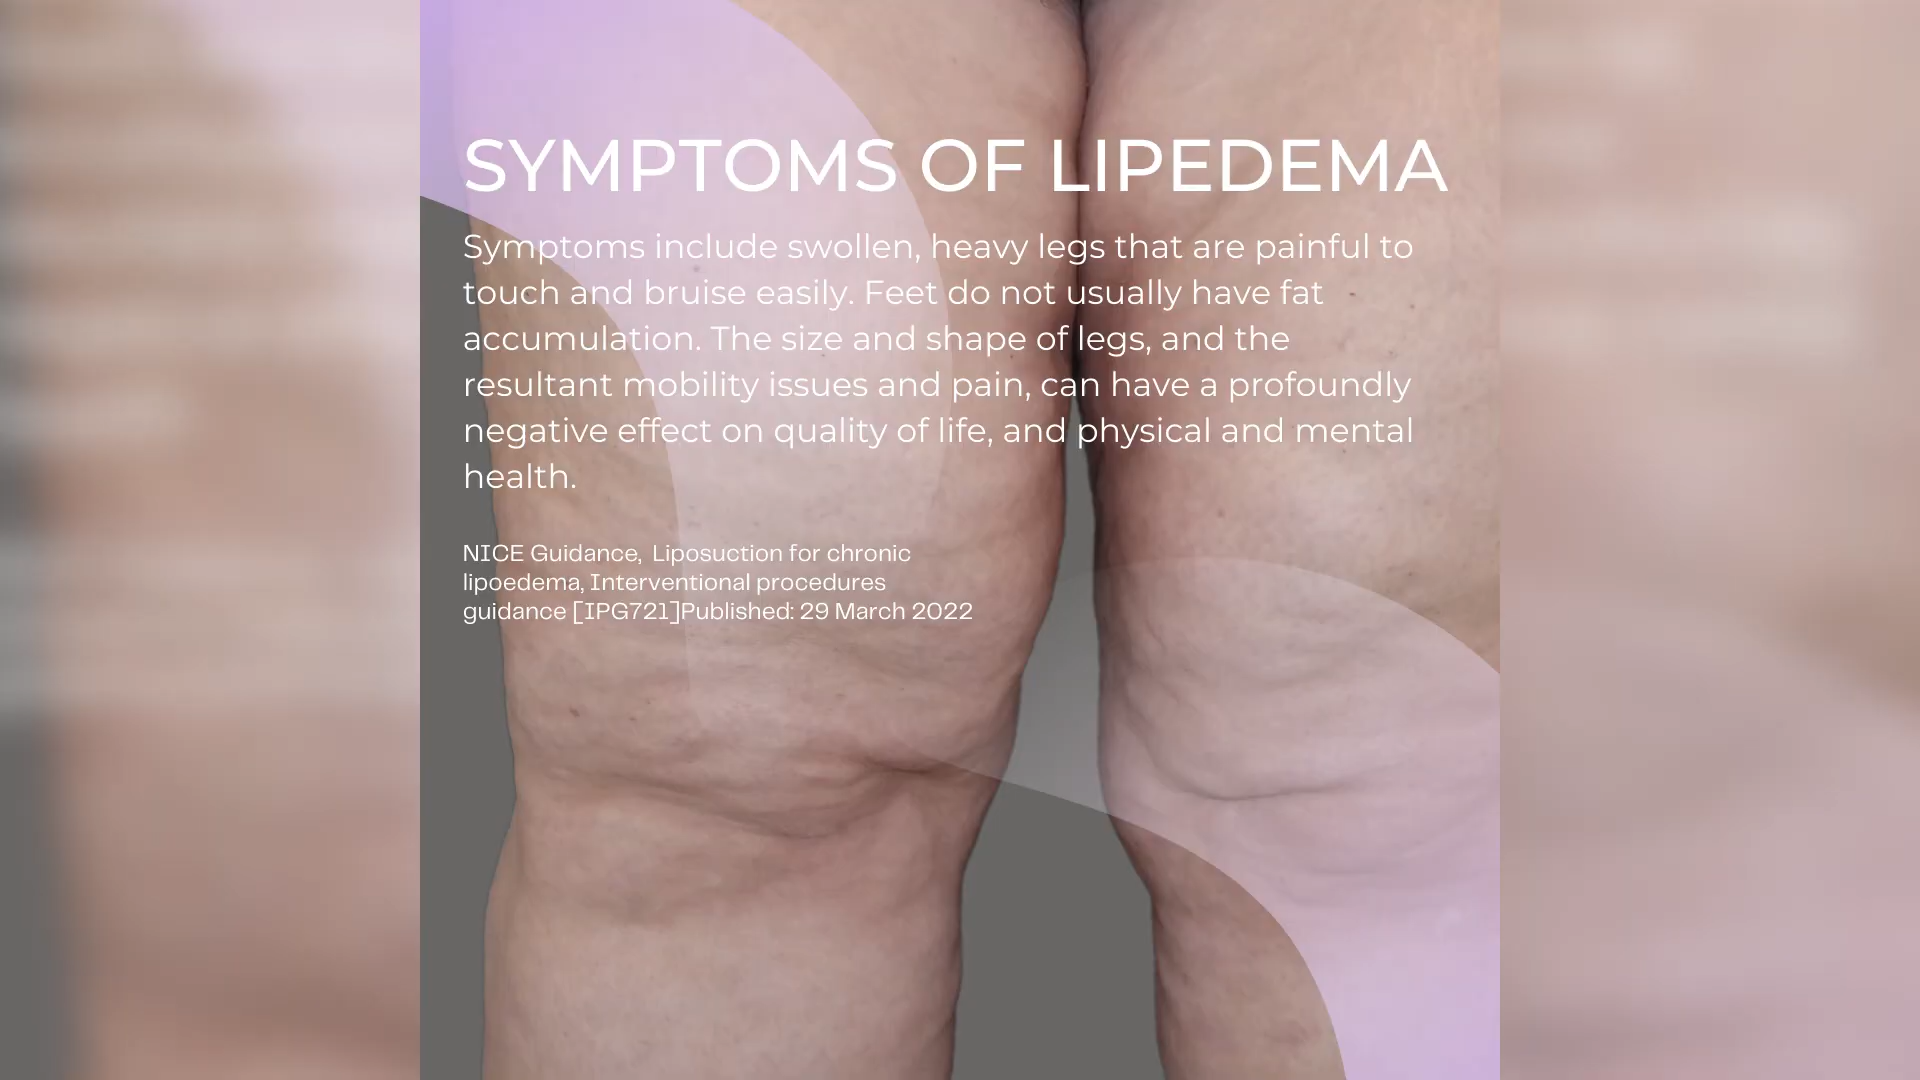 SYMPTOMS OF LIPEDEMA
Symptoms include swollen, heavy legs that are painful to
touch and bruise easily. Feet do not usually have fat
accumulation. The size and shape of legs, and the
resultant mobility issues and pain, can have a profoundly
negative effect on quality of life, and physical and mental
health.
NICE Guidance, Liposuction for chronic
lipoedema, Interventional procedures
guidance [IPG721]Published: 29 March 2022